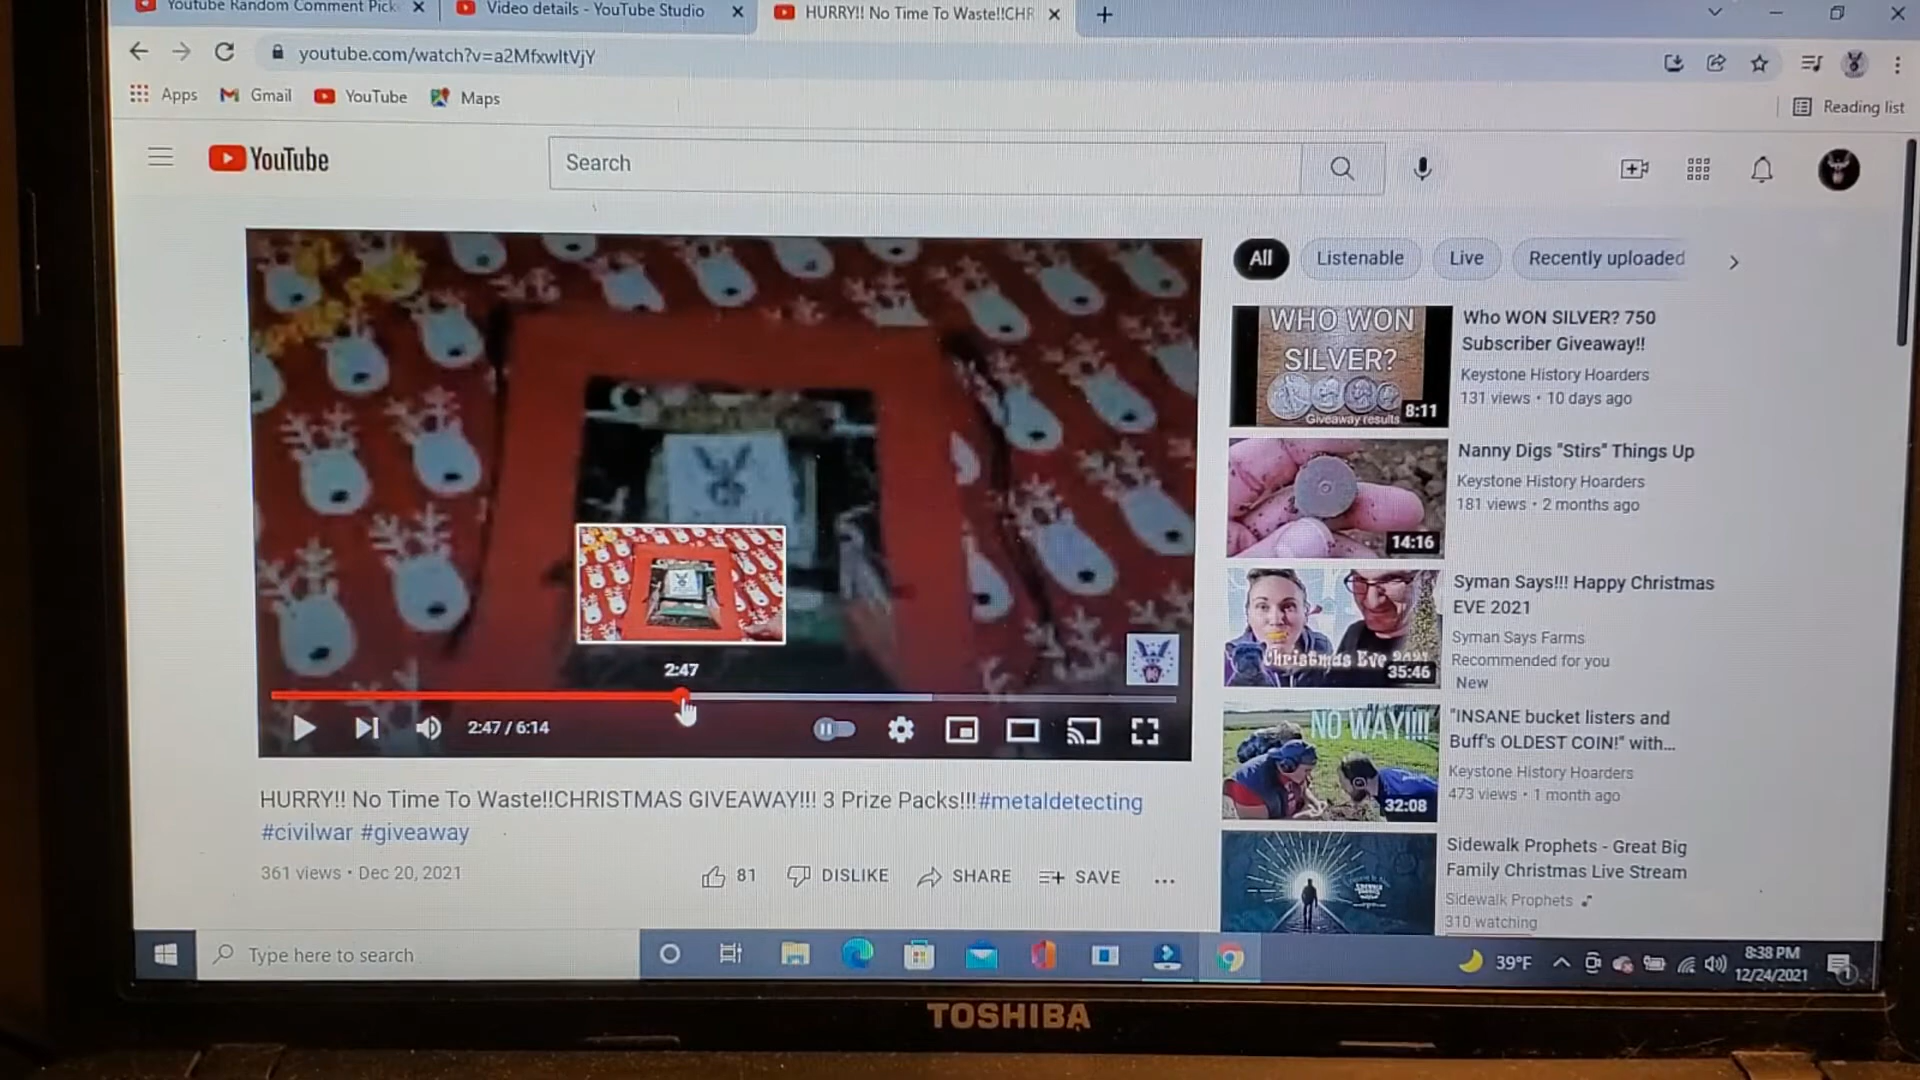 Youtube Random Comment Pick
Video details - YouTube Studio
HURRY!! No Time To Waste!!CHR
youtube.com/watch?v=a2MfxwItVjY
Apps
Gmail
YouTube
Maps
Reading list
YouTube
Search
All
Listenable
Live
Recently uploaded
WHO WON
SILVER?
Giveaway results
8:11
Who WON SILVER? 750
Subscriber Giveaway!!
Keystone History Hoarders
131 views • 10 days ago
14:16
Nanny Digs "Stirs" Things Up
Keystone History Hoarders
181 views • 2 months ago
Christmas Eve 2021
35:46
Syman Says!!! Happy Christmas
EVE 2021
Syman Says Farms
Recommended for you
New
NO WAY!!!!
32:08
"INSANE bucket listers and
Buff's OLDEST COIN!" with...
Keystone History Hoarders
473 views • 1 month ago
Sidewalk Prophets - Great Big
Family Christmas Live Stream
Sidewalk Prophets
310 watching
2:47
2:47 / 6:14
HURRY!! No Time To Waste!!CHRISTMAS GIVEAWAY!!! 3 Prize Packs!!!#metaldetecting
#civilwar #giveaway
361 views • Dec 20, 2021
81
DISLIKE
SHARE
SAVE
Type here to search
39°F
8:38 PM
12/24/2021
TOSHIBA